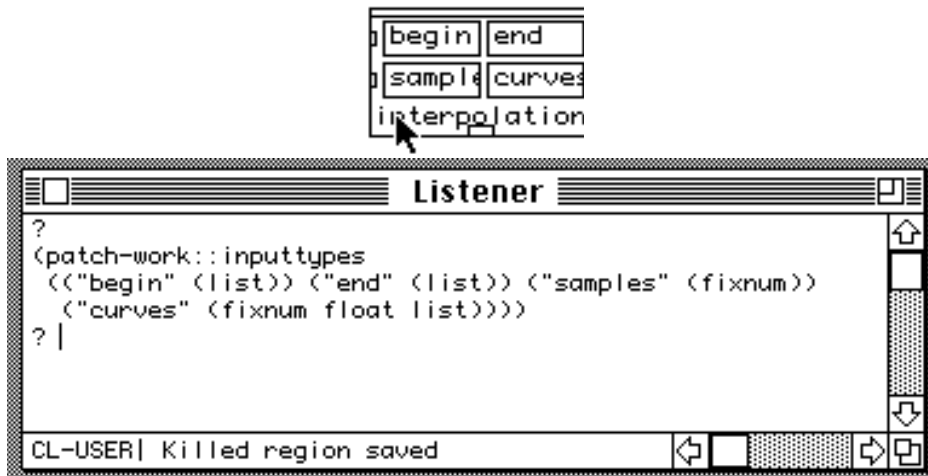 begin end
sample curves
interpolation
Listener
?
(patch-work::inputtypes
(("begin" (list)) ("end" (list)) ("samples" (fixnum))
("curves" (fixnum float list))))
?
CL-USER| Killed region saved